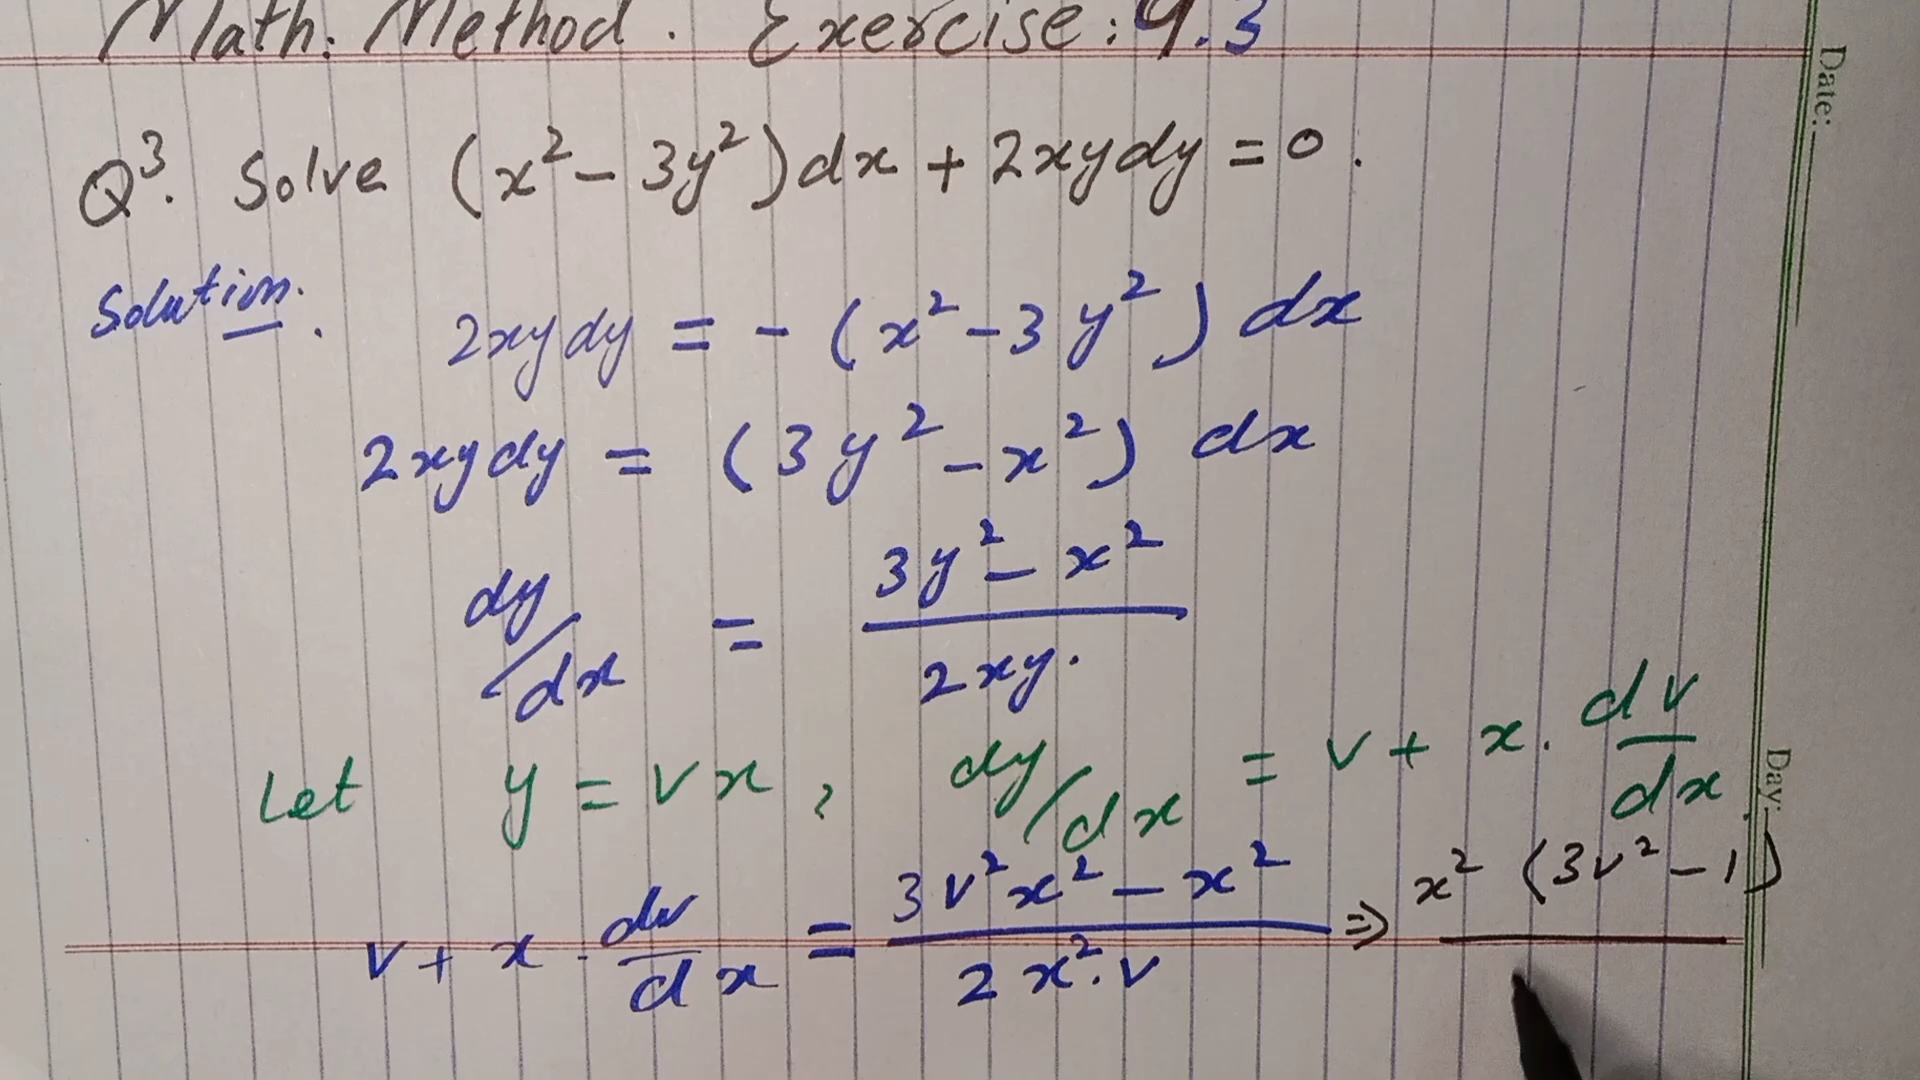 Math: Method. Exercise: 9.3
Date:
Q3. Solve (x² - 3y²)dx + 2xydy = 0.
Solution.
2xydy = - (x² - 3y²) dx
2xydy = (3y² - x²) dx
dy/dx = (3y² - x²)/(2xy).
Let y = vx, dy/dx = v + x. dv/dx
Day:
v + x. dv/dx = (3v²x² - x²)/(2x².v) ⇒ x² (3v² - 1)